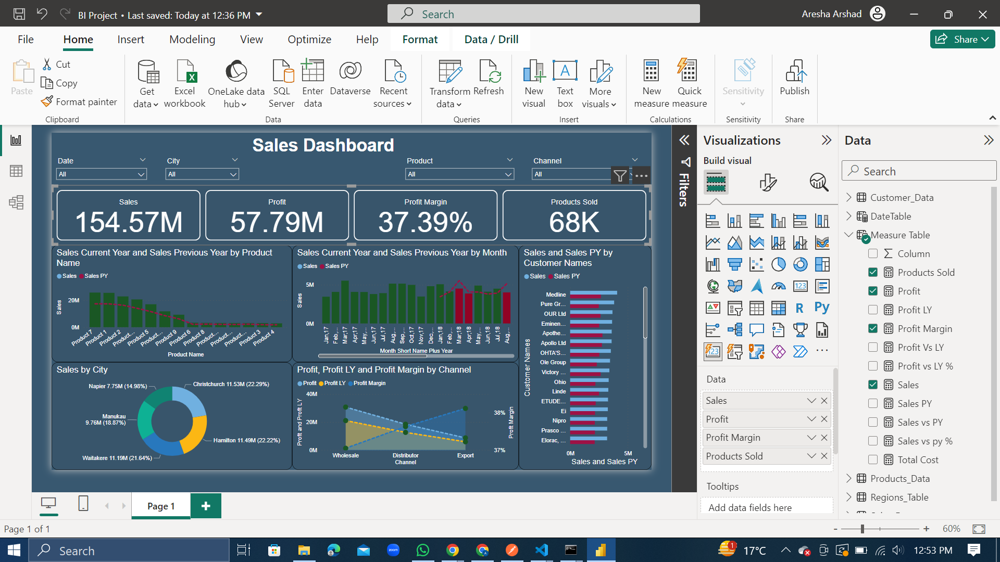 BI Project • Last saved: Today at 12:36 PM
Search
Aresha Arshad
File
Home
Insert
Modeling
View
Optimize
Help
Format
Data / Drill
Share
Paste
Cut
Copy
Format painter
Clipboard
Get data
Excel workbook
OneLake data hub
SQL Server
Enter data
Dataverse
Recent sources
Data
Transform data
Refresh
Queries
New visual
Text box
More visuals
Insert
New measure
Quick measure
Calculations
Sensitivity
Sensitivity
Publish
Share
Sales Dashboard
Date
All
City
All
Product
All
Channel
All
Sales
154.57M
Profit
57.79M
Profit Margin
37.39%
Products Sold
68K
Sales Current Year and Sales Previous Year by Product
Name
Sales Sales PY
Sales
20M
0M
Product 7
Product 1
Product 2
Product...
Product 5
Product...
Product 9
Product 6
Product 8
Product...
Product...
Product...
Product 3
Product 4
Product Name
Sales Current Year and Sales Previous Year by Month
Sales Sales PY
Sales
5M
0M
Jan,17
Feb,...
Mar,17
Apr,17
May,...
Jun,17
Jul,17
Aug,...
Sep,...
Oct,17
Nov,17
Dec...
Jan,18
Feb,...
Mar,18
Apr,18
May,...
Jun,18
Jul,18
Aug...
Month Short Name Plus Year
Sales and Sales PY by
Customer Names
Sales Sales PY
Customer Names
Medline
Pure Gr...
OUR Ltd
Eminen...
Apothe...
Apollo Ltd
OHTA'S...
Ole Group
Victory ...
Ohio
Linde
ETUDE...
Ei
Nipro
Prasco ...
Elorac, ...
0M
5M
Sales and Sales PY
Sales by City
Napier 7.75M (14.98%)
Christchurch 11.53M (22.29%)
Manukau
9.76M (18.87%)
Hamilton 11.49M (22.22%)
Waitakere 11.19M (21.64%)
Profit, Profit LY and Profit Margin by Channel
Profit Profit LY Profit Margin
Profit and Profit LY
40M
20M
0M
38%
37%
Profit Margin
Wholesale
Distributor
Export
Channel
Filters
Visualizations
Build visual
123
R
Py
123
Data
Sales
Profit
Profit Margin
Products Sold
Tooltips
Add data fields here
Data
Search
Customer_Data
DateTable
Measure Table
Column
Products Sold
Profit
Profit LY
Profit Margin
Profit Vs LY
Profit vs LY %
Sales
Sales PY
Sales vs PY
Sales vs py %
Total Cost
Products_Data
Regions_Table
Page 1
Page 1 of 1
60%
Search
zoom
1
17°C
12:53 PM